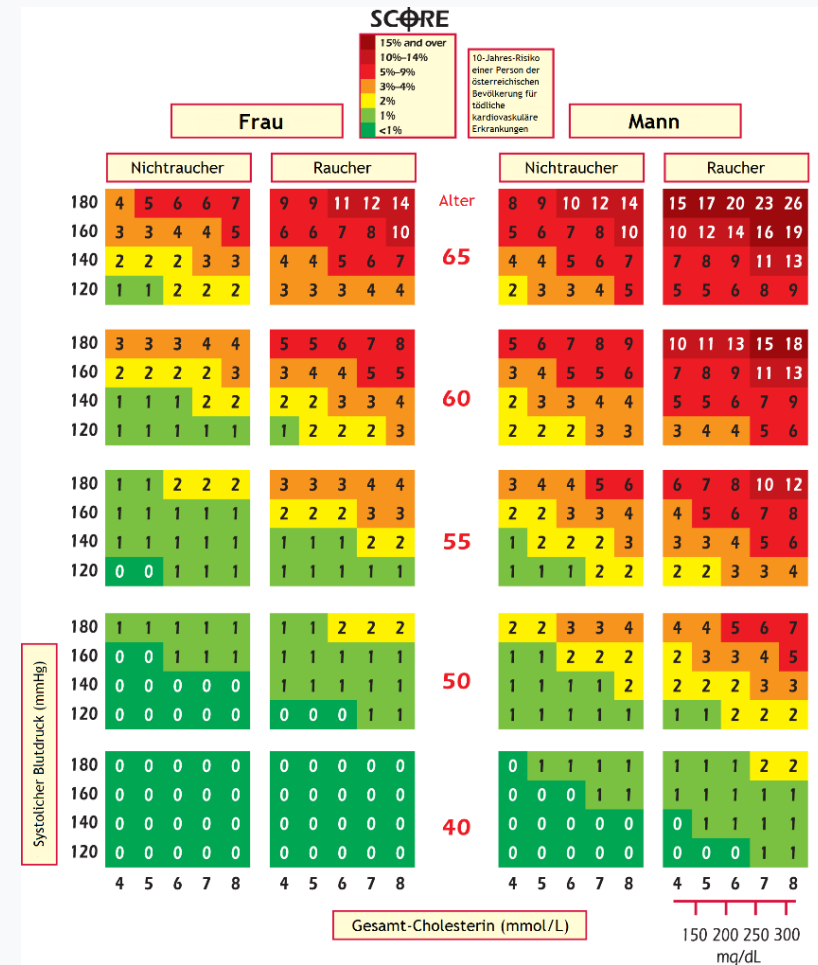 SCORE
15% and over
10%–14%
5%–9%
3%–4%
2%
1%
<1%
10-Jahres-Risiko
einer Person der
österreichischen
Bevölkerung für
tödliche
kardiovaskuläre
Erkrankungen
Frau
Mann
Nichtraucher Raucher Nichtraucher Raucher
180 4 5 6 6 7 9 9 11 12 14 Alter 8 9 10 12 14 15 17 20 23 26
160 3 3 4 4 5 6 6 7 8 10 5 6 7 8 10 10 12 14 16 19
65
140 2 2 2 3 3 4 4 5 6 7 4 4 5 6 7 7 8 9 11 13
120 1 1 2 2 2 3 3 3 4 4 2 3 3 4 5 5 5 6 8 9
180 3 3 3 4 4 5 5 6 7 8 5 6 7 8 9 10 11 13 15 18
160 2 2 2 2 3 3 4 4 5 5 3 4 5 5 6 7 8 9 11 13
60
140 1 1 1 2 2 2 2 3 3 4 2 3 3 4 4 5 5 6 7 9
120 1 1 1 1 1 1 2 2 2 3 2 2 2 3 3 3 4 4 5 6
180 1 1 2 2 2 3 3 3 4 4 3 4 4 5 6 6 7 8 10 12
160 1 1 1 1 1 2 2 2 3 3 2 2 3 3 4 4 5 6 7 8
55
140 1 1 1 1 1 1 1 1 2 2 1 2 2 2 3 3 3 4 5 6
120 0 0 1 1 1 1 1 1 1 1 1 1 1 2 2 2 2 3 3 4
180 1 1 1 1 1 1 1 2 2 2 2 2 3 3 4 4 4 5 6 7
160 0 0 1 1 1 1 1 1 1 1 1 1 2 2 2 2 3 3 4 5
50
140 0 0 0 0 0 1 1 1 1 1 1 1 1 1 2 2 2 2 3 3
120 0 0 0 0 0 0 0 0 1 1 1 1 1 1 1 1 1 2 2 2
180 0 0 0 0 0 0 0 0 0 0 0 1 1 1 1 1 1 1 2 2
160 0 0 0 0 0 0 0 0 0 0 0 0 0 1 1 1 1 1 1 1
40
140 0 0 0 0 0 0 0 0 0 0 0 0 0 0 0 0 1 1 1 1
120 0 0 0 0 0 0 0 0 0 0 0 0 0 0 0 0 0 0 1 1
Systolischer Blutdruck (mmHg)
4 5 6 7 8 4 5 6 7 8 4 5 6 7 8 4 5 6 7 8
Gesamt-Cholesterin (mmol/L)
150 200 250 300
mg/dL